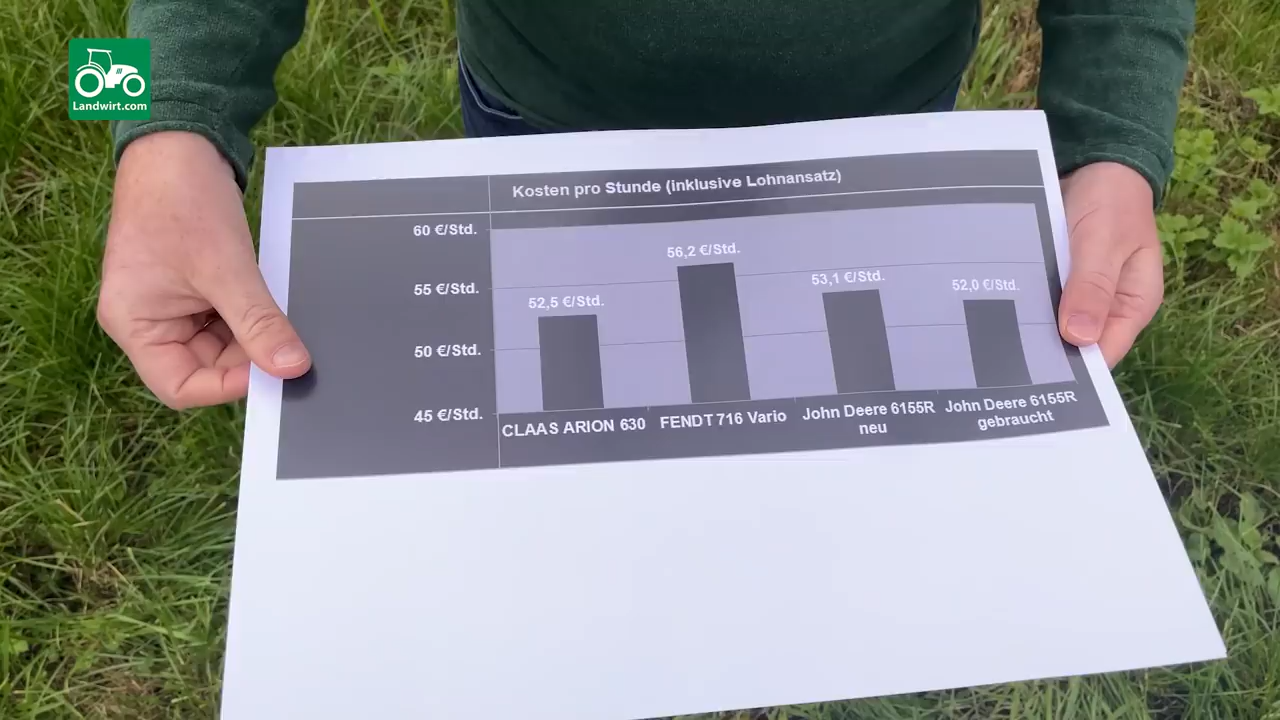 Landwirt.com
Kosten pro Stunde (inklusive Lohnansatz)
60 €/Std.
55 €/Std.
50 €/Std.
45 €/Std.
52,5 €/Std.
56,2 €/Std.
53,1 €/Std.
52,0 €/Std.
CLAAS ARION 630
FENDT 716 Vario
John Deere 6155R
neu
John Deere 6155R
gebraucht